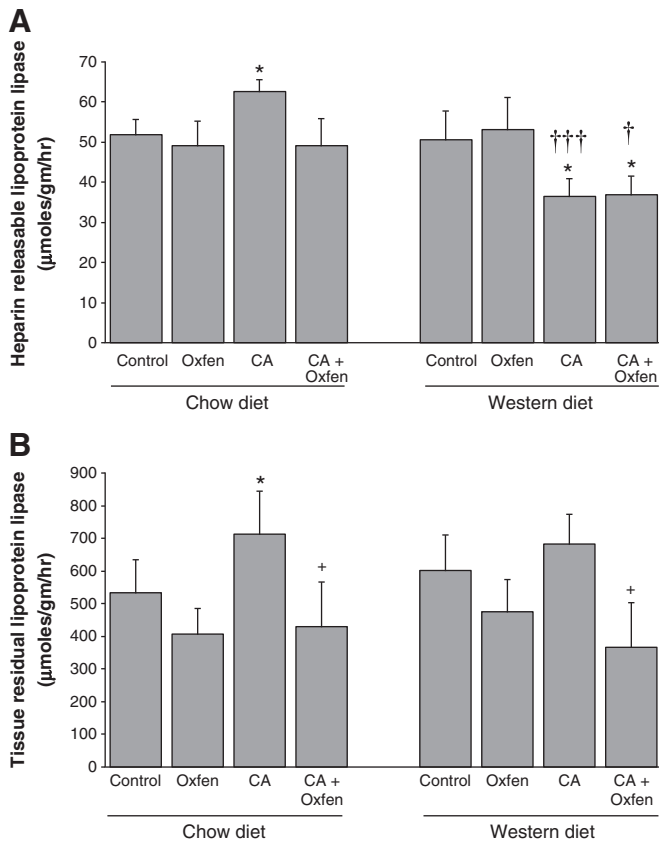 A
Heparin releasable lipoprotein lipase
(μmoles/gm/hr)
70
60
50
40
30
20
10
0
*
†††
*
†
*
Control Oxfen CA CA +
Oxfen
Control Oxfen CA CA +
Oxfen
Chow diet Western diet
B
Tissue residual lipoprotein lipase
(μmoles/gm/hr)
900
800
700
600
500
400
300
200
100
0
*
+
+
Control Oxfen CA CA +
Oxfen
Control Oxfen CA CA +
Oxfen
Chow diet Western diet